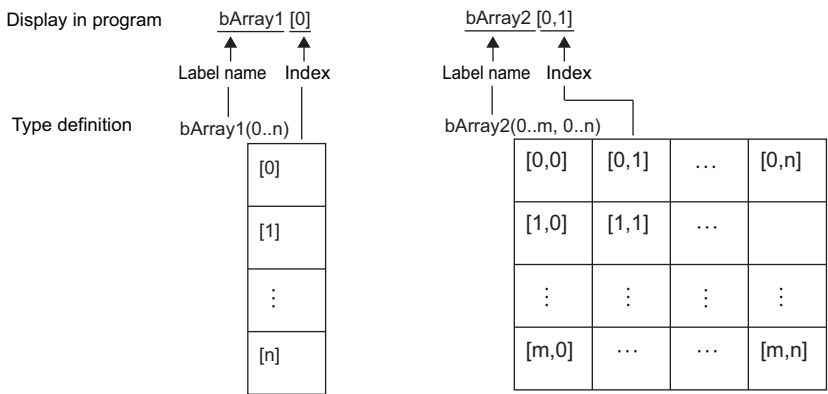 Display in program bArray1 [0] bArray2 [0,1]
Label name Index Label name Index
Type definition bArray1(0..n) bArray2(0..m, 0..n)
[0] [0,0] [0,1] ... [0,n]
[1] [1,0] [1,1] ...
⋮ ⋮ ⋮ ⋮ ⋮
[n] [m,0] ... ... [m,n]